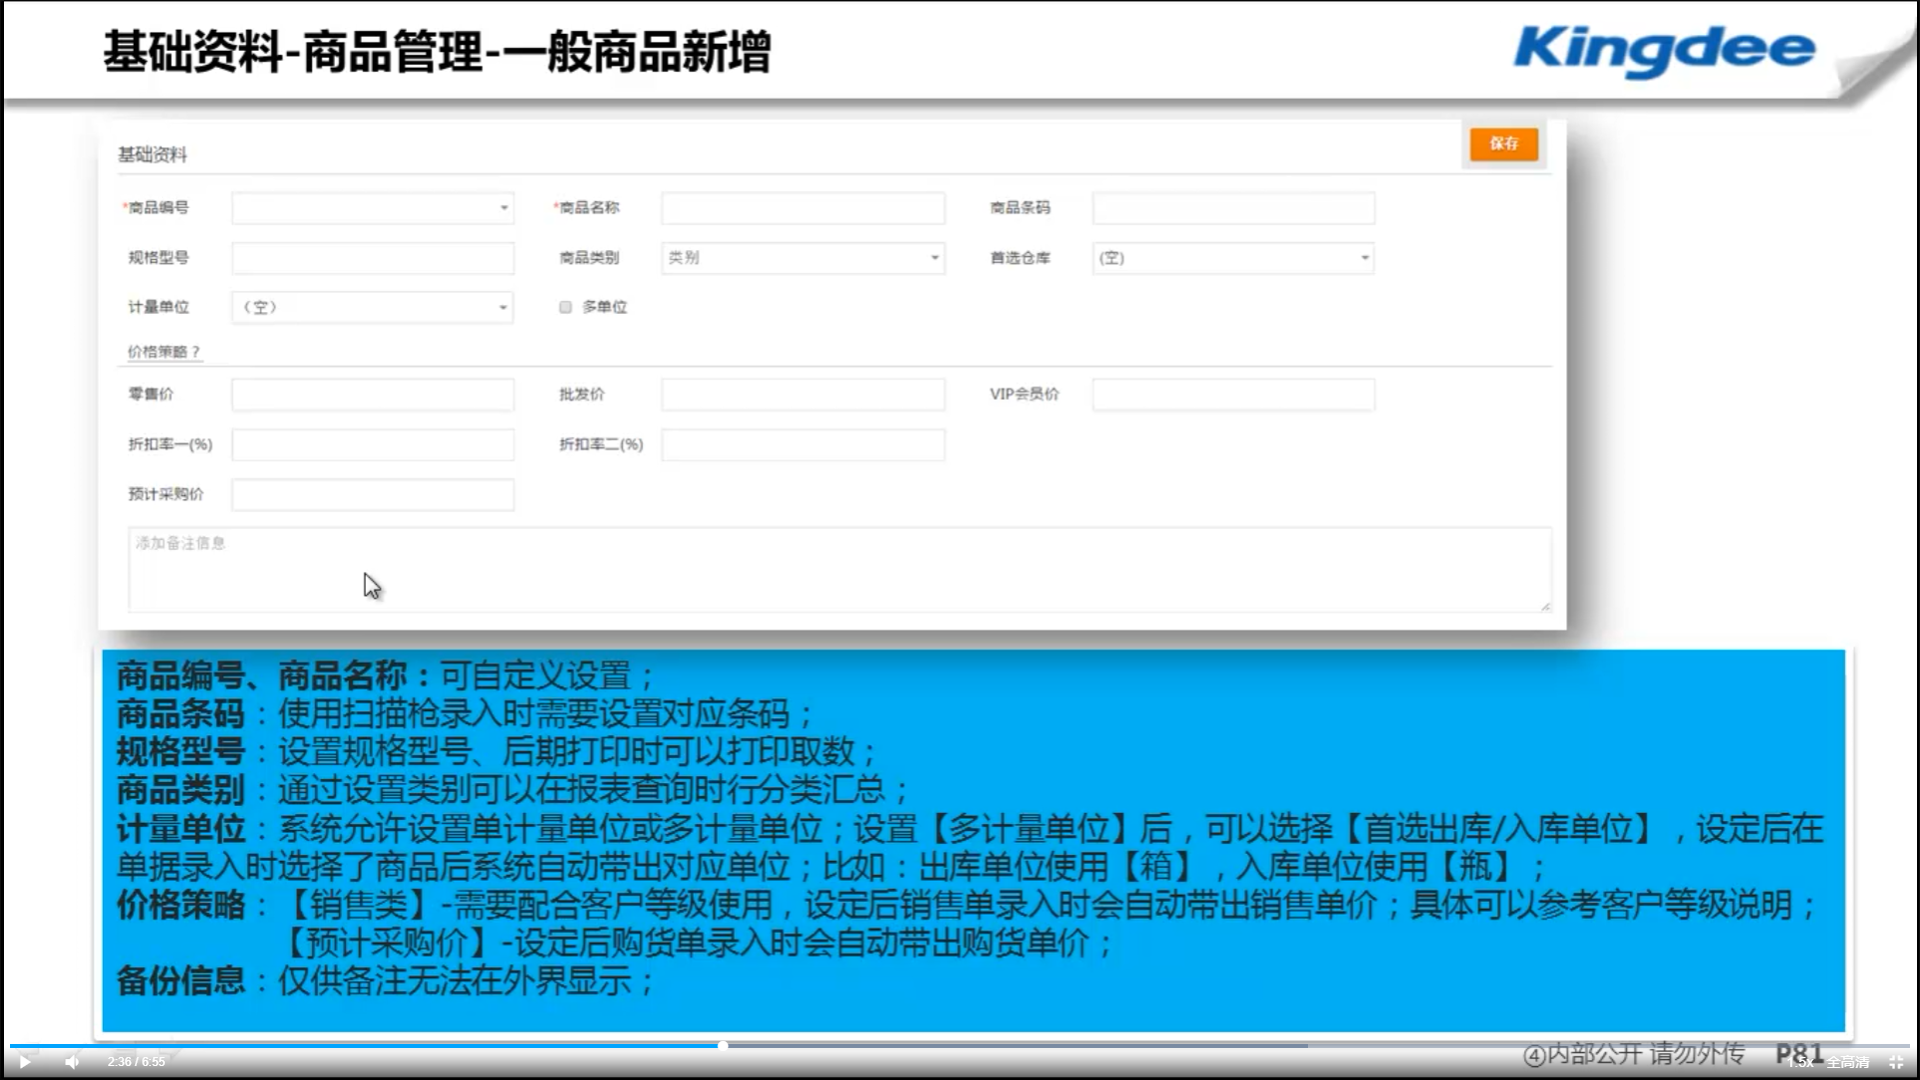 基础资料-商品管理-一般商品新增
Kingdee
基础资料
保存
*商品编号
*商品名称
商品条码
规格型号
商品类别 类别
首选仓库 (空)
计量单位 （空）
多单位
价格策略？
零售价
批发价
VIP会员价
折扣率一(%)
折扣率二(%)
预计采购价
添加备注信息
商品编号、商品名称：可自定义设置；
商品条码：使用扫描枪录入时需要设置对应条码；
规格型号：设置规格型号、后期打印时可以打印取数；
商品类别：通过设置类别可以在报表查询时行分类汇总；
计量单位：系统允许设置单计量单位或多计量单位；设置【多计量单位】后，可以选择【首选出库/入库单位】，设定后在
单据录入时选择了商品后系统自动带出对应单位；比如：出库单位使用【箱】，入库单位使用【瓶】；
价格策略：【销售类】-需要配合客户等级使用，设定后销售单录入时会自动带出销售单价；具体可以参考客户等级说明；
【预计采购价】-设定后购货单录入时会自动带出购货单价；
备份信息：仅供备注无法在外界显示；
④内部公开 请勿外传 P81
2:36 / 6:55
1.5x 全高清